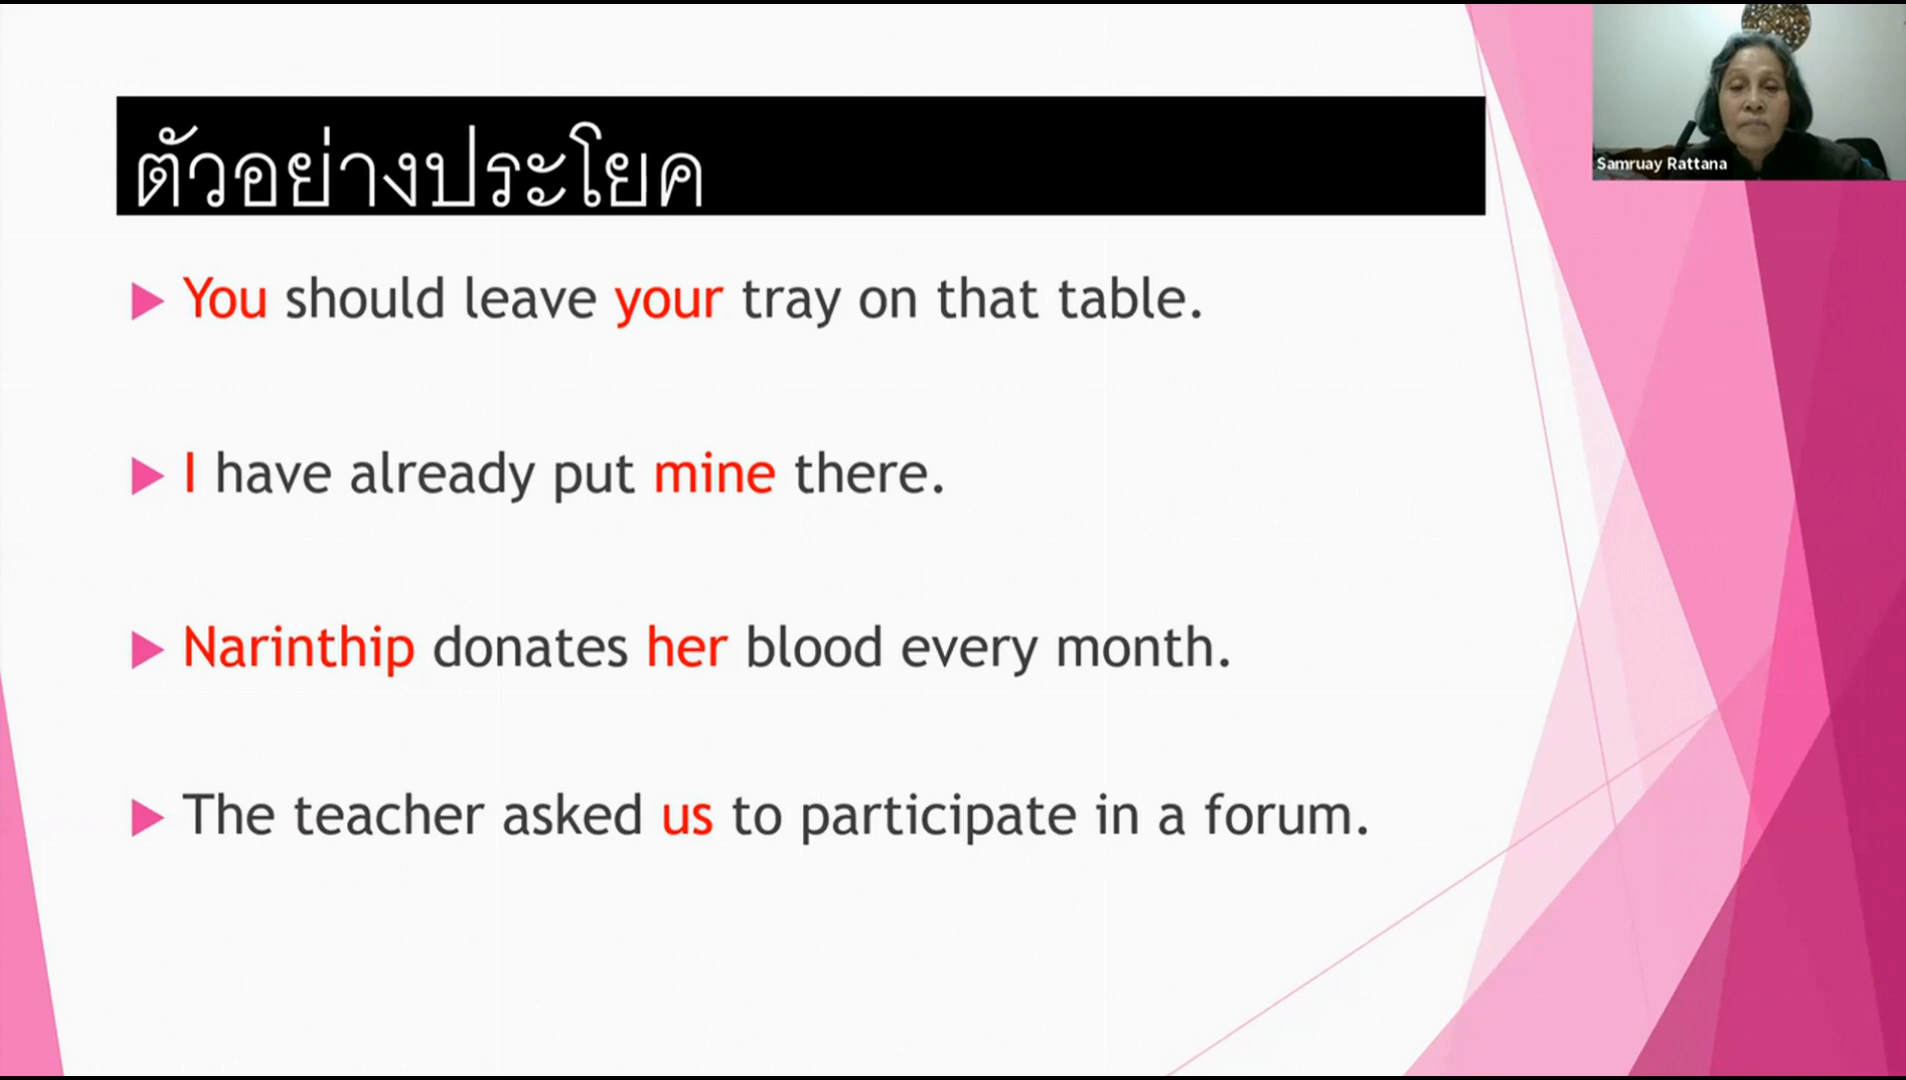 ตัวอย่างประโยค
Samruay Rattana
You should leave your tray on that table.
I have already put mine there.
Narinthip donates her blood every month.
The teacher asked us to participate in a forum.